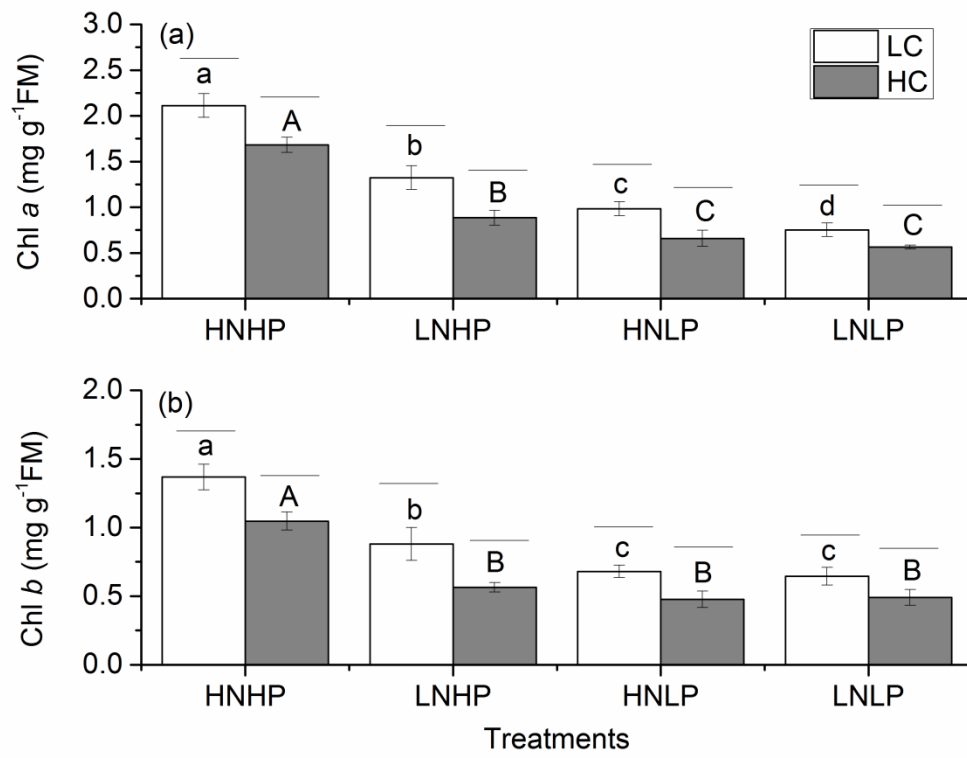 (a)
LC
HC
Chl a (mg g⁻¹FM)
3.0
2.5
2.0
1.5
1.0
0.5
0.0
a
A
b
B
c
C
d
C
HNHP
LNHP
HNLP
LNLP
(b)
Chl b (mg g⁻¹FM)
2.0
1.5
1.0
0.5
0.0
a
A
b
B
c
B
c
B
HNHP
LNHP
HNLP
LNLP
Treatments